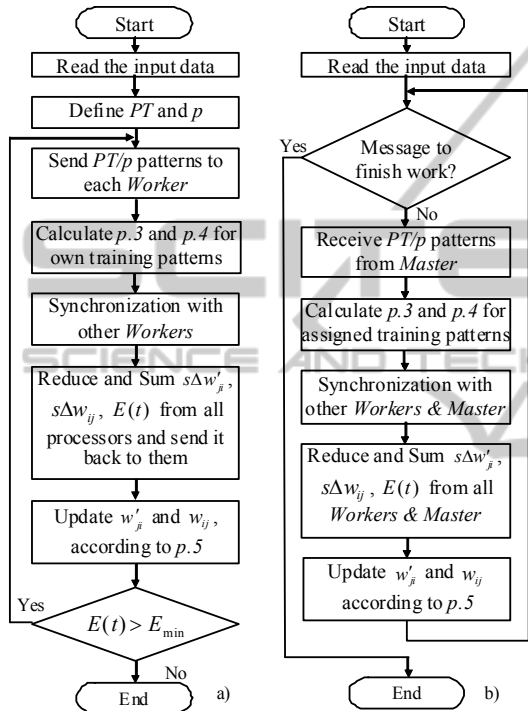 Start
Read the input data
Define PT and p
Send PT/p patterns to
each Worker
Calculate p.3 and p.4 for
own training patterns
Synchronization with
other Workers
Reduce and Sum sΔw′ji,
sΔwij, E(t) from all
processors and send it
back to them
Update w′ji and wij,
according to p.5
Yes
E(t) > Emin
No
End
a)
Start
Read the input data
Yes
Message to
finish work?
No
Receive PT/p patterns
from Master
Calculate p.3 and p.4 for
assigned training patterns
Synchronization with
other Workers & Master
Reduce and Sum sΔw′ji,
sΔwij, E(t) from all
Workers & Master
Update w′ji and wij
according to p.5
End
b)
SCITE
SCIENCE AND TECH